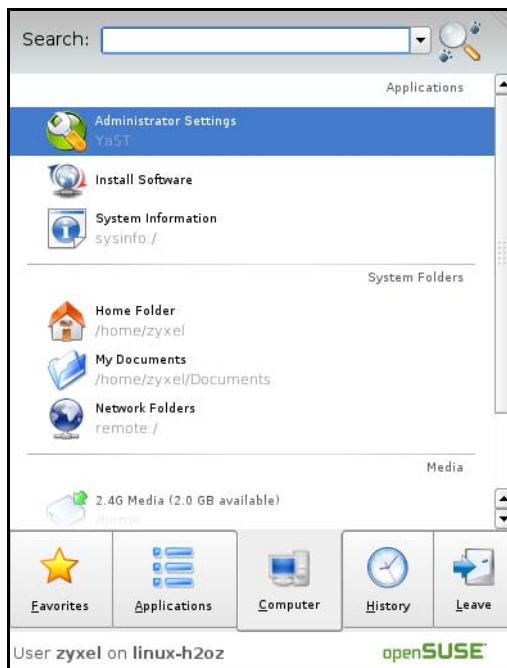 Search:
Applications
Administrator Settings
YaST
Install Software
System Information
sysinfo:/
System Folders
Home Folder
/home/zyxel
My Documents
/home/zyxel/Documents
Network Folders
remote:/
Media
2.4G Media (2.0 GB available)
/home
Favorites
Applications
Computer
History
Leave
User zyxel on linux-h2oz
openSUSE